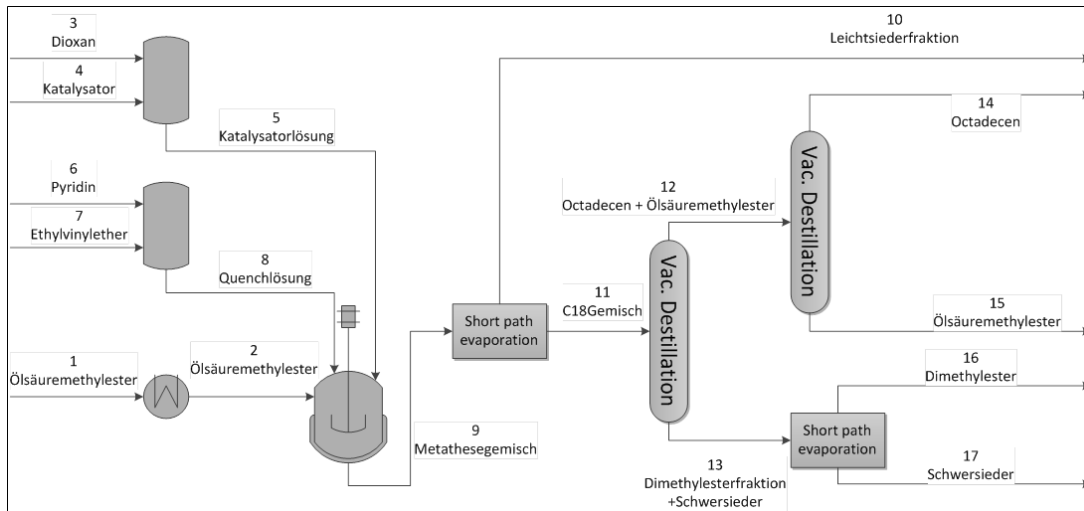 3
Dioxan
4
Katalysator
5
Katalysatorlösung
6
Pyridin
7
Ethylvinylether
8
Quenchlösung
1
Ölsäuremethylester
2
Ölsäuremethylester
9
Metathesegemisch
Short path
evaporation
10
Leichtsiederfraktion
11
C18Gemisch
Vac. Destillation
12
Octadecen + Ölsäuremethylester
13
Dimethylesterfraktion
+Schwersieder
Vac. Destillation
14
Octadecen
15
Ölsäuremethylester
Short path
evaporation
16
Dimethylester
17
Schwersieder